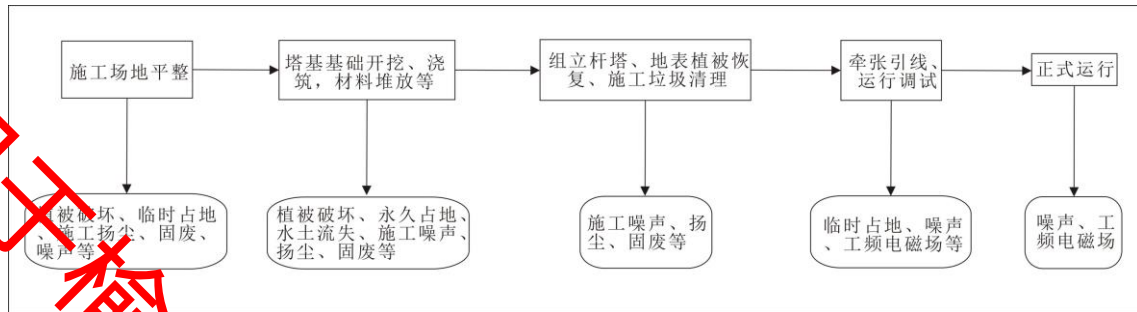 施工场地平整
塔基基础开挖、浇
筑，材料堆放等
组立杆塔、地表植被恢
复、施工垃圾清理
牵张引线、
运行调试
正式运行
植被破坏、临时占地
、施工扬尘、固废、
噪声等
植被破坏、永久占地、
水土流失、施工噪声、
扬尘、固废等
施工噪声、扬
尘、固废等
临时占地、噪声
、工频电磁场等
噪声、工
频电磁场
于